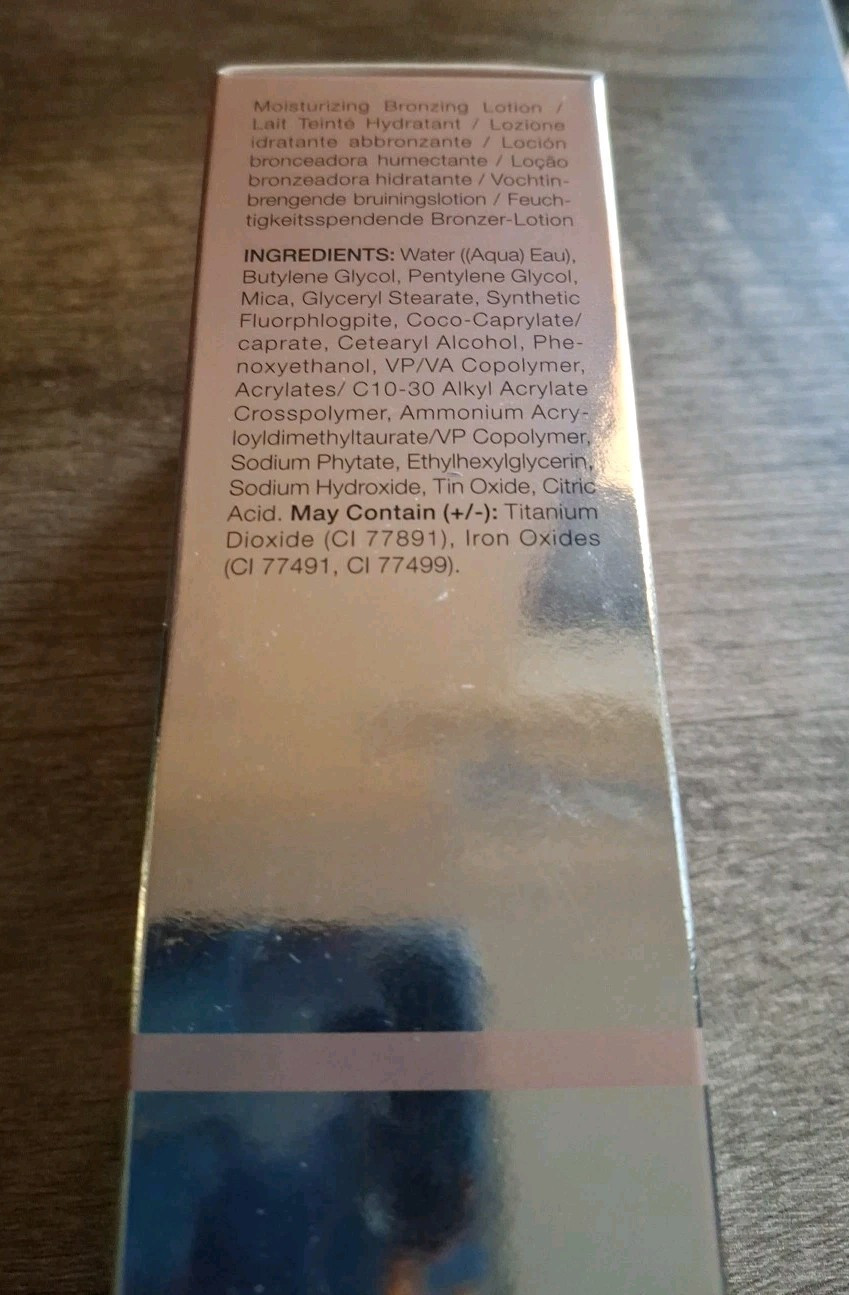 Moisturizing Bronzing Lotion /
Lait Teinté Hydratant / Lozione
idratante abbronzante / Loción
bronceadora humectante / Loção
bronzeadora hidratante / Vochtin-
brengende bruiningslotion / Feuch-
tigkeitsspendende Bronzer-Lotion
INGREDIENTS: Water ((Aqua) Eau),
Butylene Glycol, Pentylene Glycol,
Mica, Glyceryl Stearate, Synthetic
Fluorphlogpite, Coco-Caprylate/
caprate, Cetearyl Alcohol, Phe-
noxyethanol, VP/VA Copolymer,
Acrylates/ C10-30 Alkyl Acrylate
Crosspolymer, Ammonium Acry-
loyldimethyltaurate/VP Copolymer,
Sodium Phytate, Ethylhexylglycerin,
Sodium Hydroxide, Tin Oxide, Citric
Acid. May Contain (+/-): Titanium
Dioxide (CI 77891), Iron Oxides
(CI 77491, CI 77499).